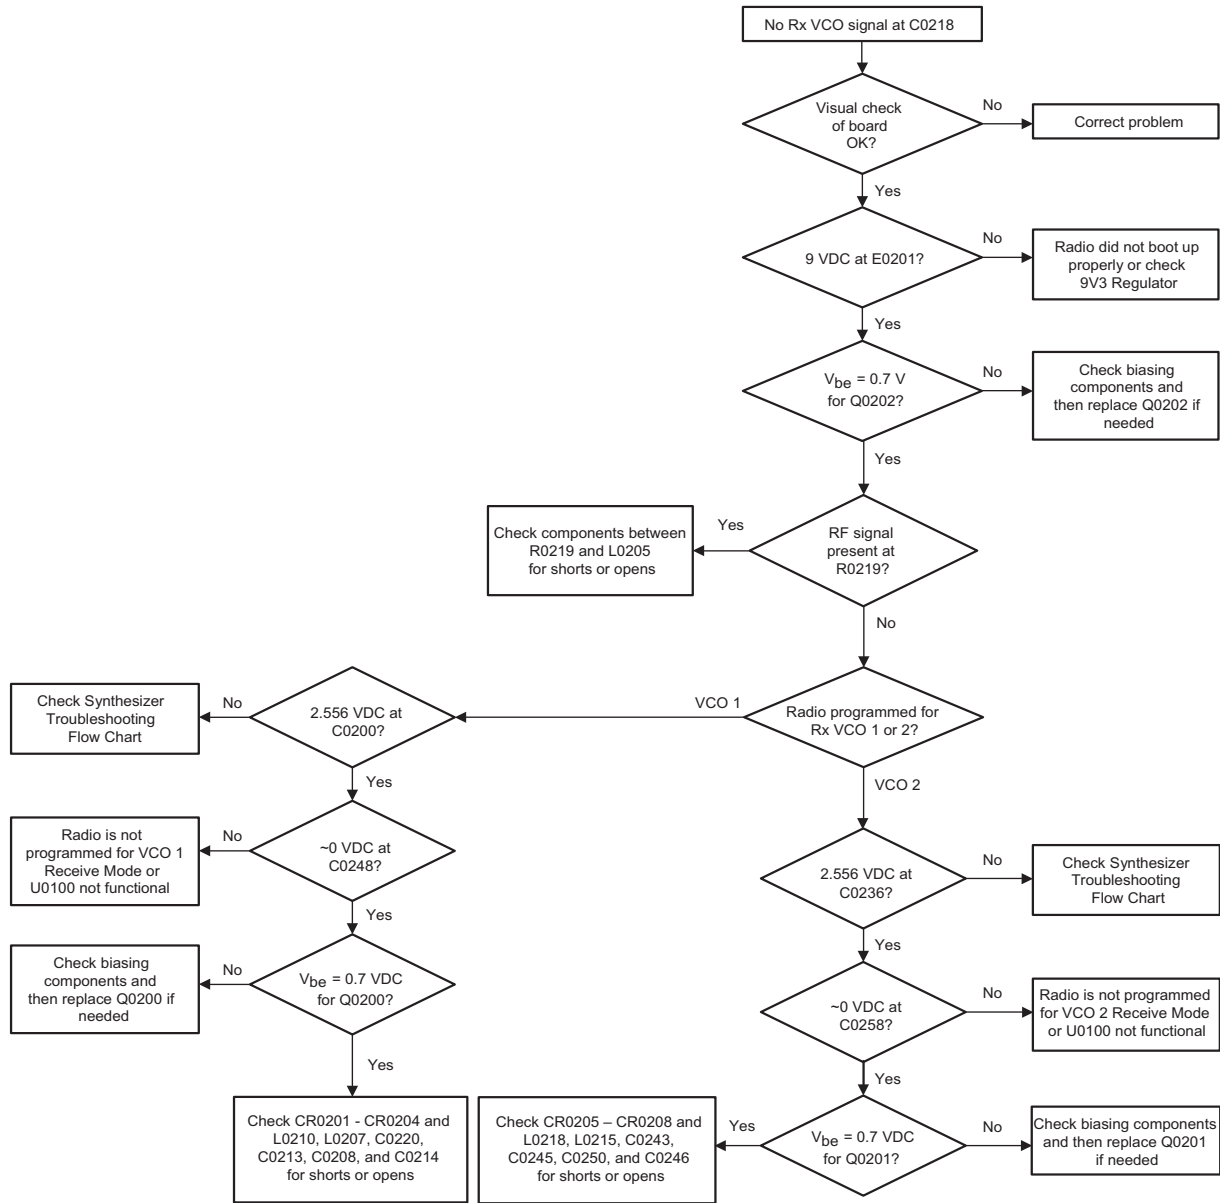 No Rx VCO signal at C0218
Visual check
of board
OK?
No
Correct problem
Yes
9 VDC at E0201?
No
Radio did not boot up
properly or check
9V3 Regulator
Yes
Vbe = 0.7 V
for Q0202?
No
Check biasing
components and
then replace Q0202 if
needed
Yes
RF signal
present at
R0219?
Yes
Check components between
R0219 and L0205
for shorts or opens
No
Radio programmed for
Rx VCO 1 or 2?
VCO 1
2.556 VDC at
C0200?
No
Check Synthesizer
Troubleshooting
Flow Chart
Yes
~0 VDC at
C0248?
No
Radio is not
programmed for VCO 1
Receive Mode or
U0100 not functional
Yes
Vbe = 0.7 VDC
for Q0200?
No
Check biasing
components and
then replace Q0200 if
needed
Yes
Check CR0201 - CR0204 and
L0210, L0207, C0220,
C0213, C0208, and C0214
for shorts or opens
VCO 2
2.556 VDC at
C0236?
No
Check Synthesizer
Troubleshooting
Flow Chart
Yes
~0 VDC at
C0258?
No
Radio is not programmed
for VCO 2 Receive Mode
or U0100 not functional
Yes
Vbe = 0.7 VDC
for Q0201?
No
Check biasing components
and then replace Q0201
if needed
Yes
Check CR0205 – CR0208 and
L0218, L0215, C0243,
C0245, C0250, and C0246
for shorts or opens